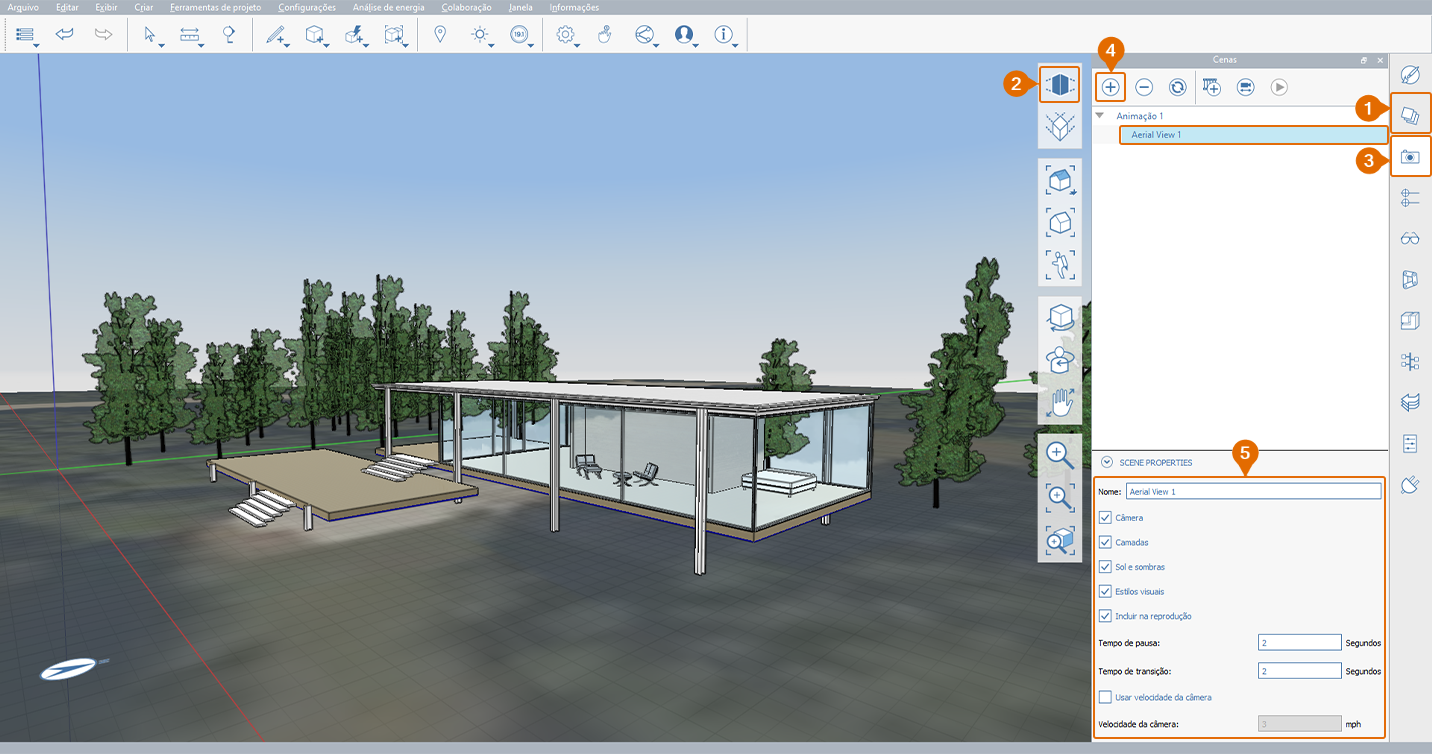 Arquivo Editar Exibir Criar Ferramentas de projeto Configurações Análise de energia Colaboração Janela Informações
191
Cenas
4
2
1
3
Animação 1
Aerial View 1
5
SCENE PROPERTIES
Nome: Aerial View 1
Câmera
Camadas
Sol e sombras
Estilos visuais
Incluir na reprodução
Tempo de pausa: 2 Segundos
Tempo de transição: 2 Segundos
Usar velocidade da câmera
Velocidade da câmera: 3 mph